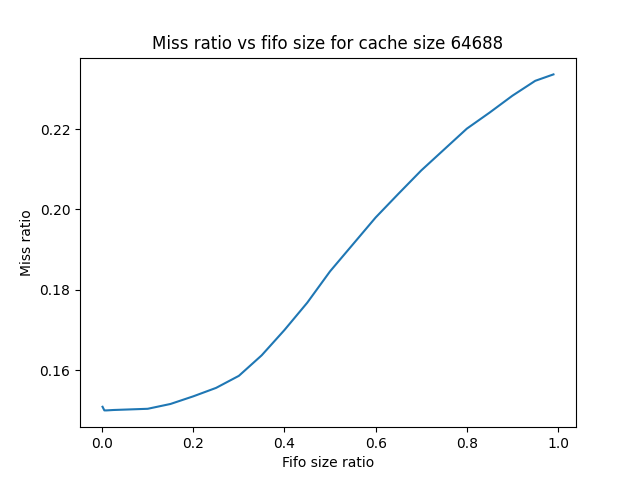 Miss ratio vs fifo size for cache size 64688
Miss ratio
0.22
0.20
0.18
0.16
0.0 0.2 0.4 0.6 0.8 1.0
Fifo size ratio